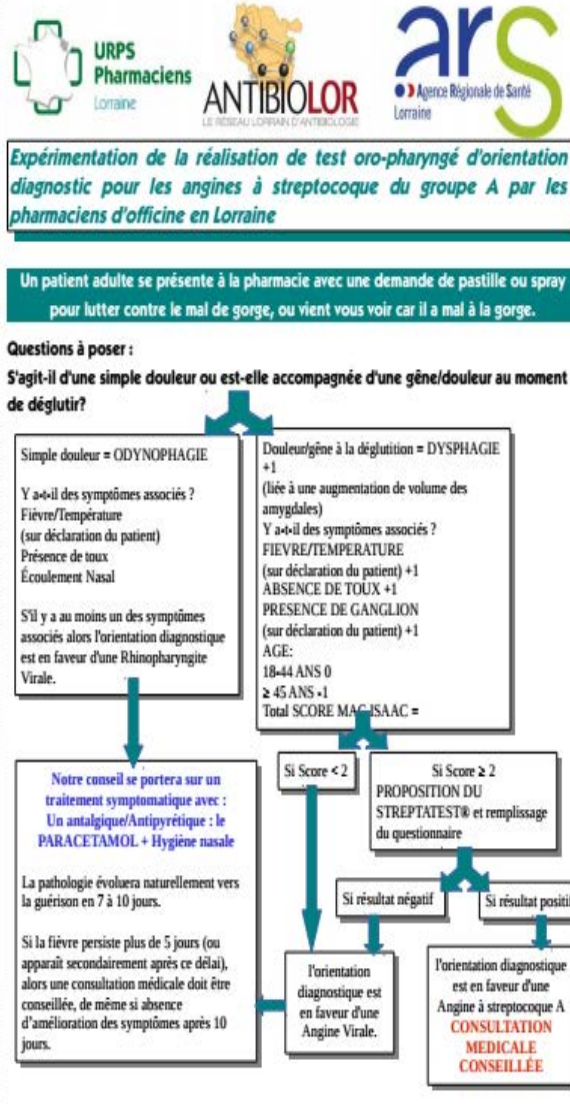 URPS
Pharmaciens
Lorraine
ANTIBIOLOR
LE RÉSEAU LORRAIN D'ANTIBIOLOGIE
ars
Agence Régionale de Santé
Lorraine
Expérimentation de la réalisation de test oro-pharyngé d'orientation
diagnostic pour les angines à streptocoque du groupe A par les
pharmaciens d'officine en Lorraine
Un patient adulte se présente à la pharmacie avec une demande de pastille ou spray
pour lutter contre le mal de gorge, ou vient vous voir car il a mal à la gorge.
Questions à poser :
S'agit-il d'une simple douleur ou est-elle accompagnée d'une gêne/douleur au moment
de déglutir?
Simple douleur = ODYNOPHAGIE
Y a-t-il des symptômes associés ?
Fièvre/Température
(sur déclaration du patient)
Présence de toux
Écoulement Nasal
S'il y a au moins un des symptômes
associés alors l'orientation diagnostique
est en faveur d'une Rhinopharyngite
Virale.
Douleur/gêne à la déglutition = DYSPHAGIE
+1
(liée à une augmentation de volume des
amygdales)
Y a-t-il des symptômes associés ?
FIEVRE/TEMPERATURE
(sur déclaration du patient) +1
ABSENCE DE TOUX +1
PRESENCE DE GANGLION
(sur déclaration du patient) +1
AGE:
18-44 ANS 0
≥ 45 ANS -1
Total SCORE MAC ISAAC =
Si Score < 2
Si Score ≥ 2
PROPOSITION DU
STREPTATEST® et remplissage
du questionnaire
Notre conseil se portera sur un
traitement symptomatique avec :
Un antalgique/Antipyrétique : le
PARACETAMOL + Hygiène nasale
La pathologie évoluera naturellement vers
la guérison en 7 à 10 jours.
Si la fièvre persiste plus de 5 jours (ou
apparaît secondairement après ce délai),
alors une consultation médicale doit être
conseillée, de même si absence
d'amélioration des symptômes après 10
jours.
Si résultat négatif
Si résultat positif
l'orientation
diagnostique est
en faveur d'une
Angine Virale.
l'orientation diagnostique
est en faveur d'une
Angine à streptocoque A
CONSULTATION
MEDICALE
CONSEILLÉE